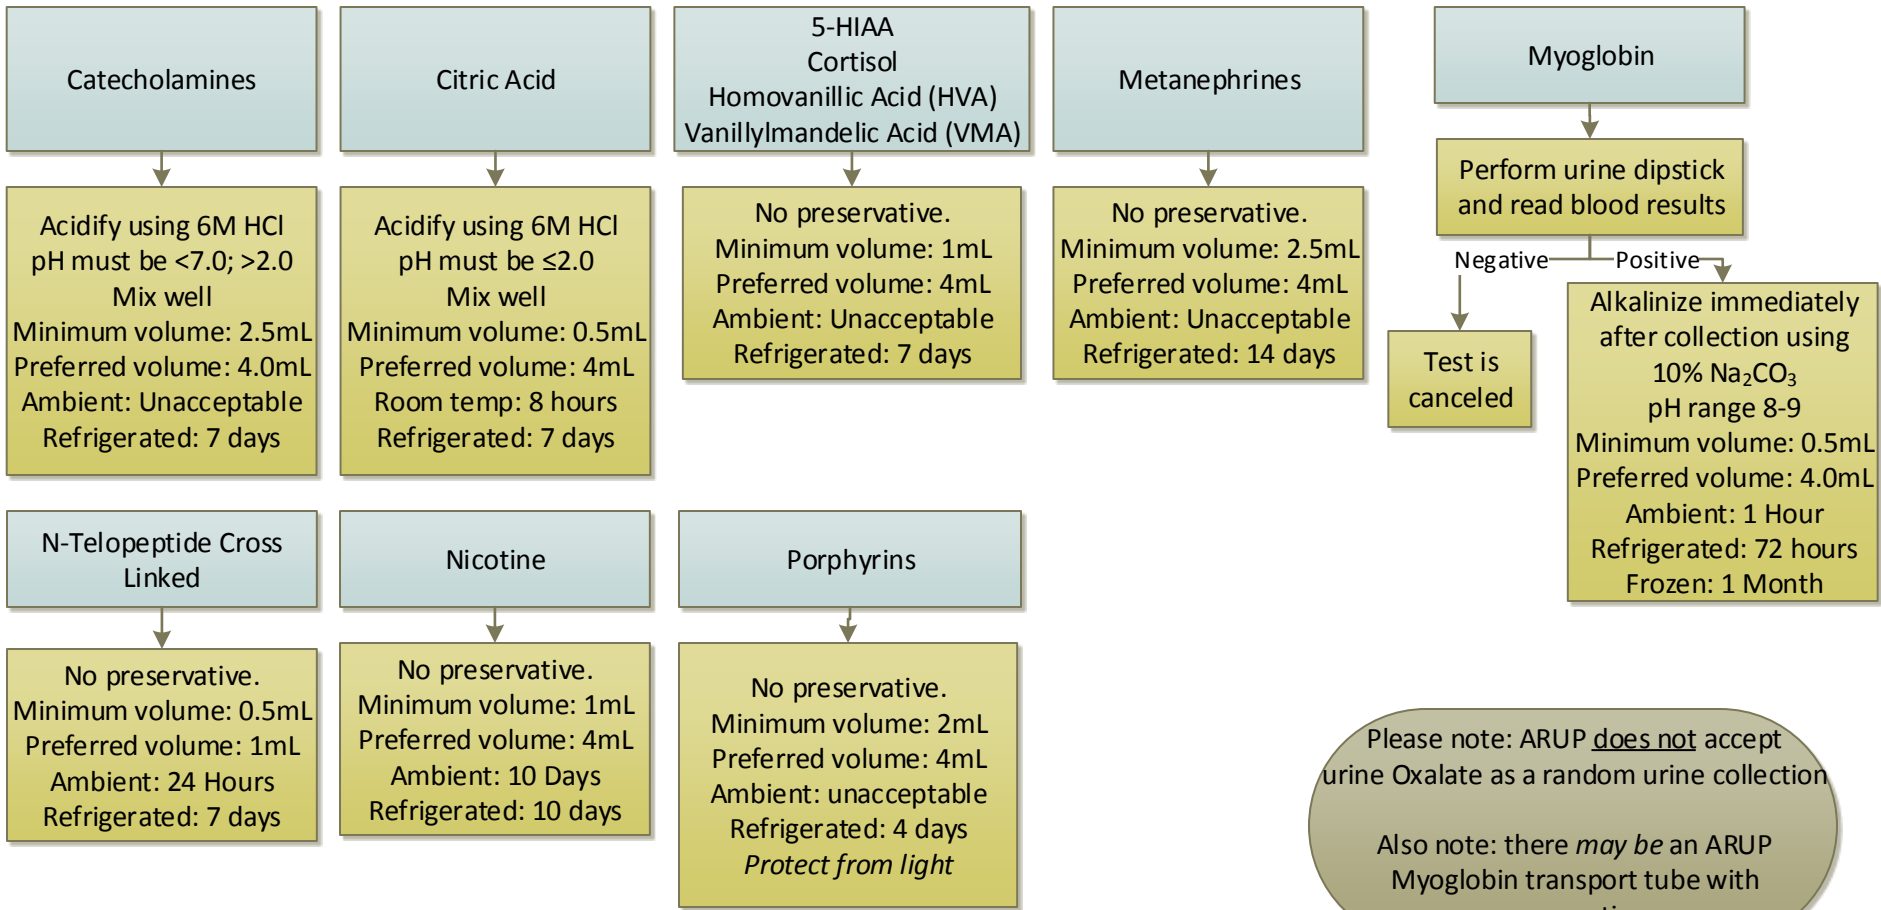 Catecholamines
Acidify using 6M HCl
pH must be <7.0; >2.0
Mix well
Minimum volume: 2.5mL
Preferred volume: 4.0mL
Ambient: Unacceptable
Refrigerated: 7 days
Citric Acid
Acidify using 6M HCl
pH must be ≤2.0
Mix well
Minimum volume: 0.5mL
Preferred volume: 4mL
Room temp: 8 hours
Refrigerated: 7 days
5-HIAA
Cortisol
Homovanillic Acid (HVA)
Vanillylmandelic Acid (VMA)
No preservative.
Minimum volume: 1mL
Preferred volume: 4mL
Ambient: Unacceptable
Refrigerated: 7 days
Metanephrines
No preservative.
Minimum volume: 2.5mL
Preferred volume: 4mL
Ambient: Unacceptable
Refrigerated: 14 days
Myoglobin
Perform urine dipstick
and read blood results
Negative
Positive
Test is
canceled
Alkalinize immediately
after collection using
10% Na₂CO₃
pH range 8-9
Minimum volume: 0.5mL
Preferred volume: 4.0mL
Ambient: 1 Hour
Refrigerated: 72 hours
Frozen: 1 Month
N-Telopeptide Cross
Linked
No preservative.
Minimum volume: 0.5mL
Preferred volume: 1mL
Ambient: 24 Hours
Refrigerated: 7 days
Nicotine
No preservative.
Minimum volume: 1mL
Preferred volume: 4mL
Ambient: 10 Days
Refrigerated: 10 days
Porphyrins
No preservative.
Minimum volume: 2mL
Preferred volume: 4mL
Ambient: unacceptable
Refrigerated: 4 days
Protect from light
Please note: ARUP does not accept
urine Oxalate as a random urine collection
Also note: there may be an ARUP
Myoglobin transport tube with